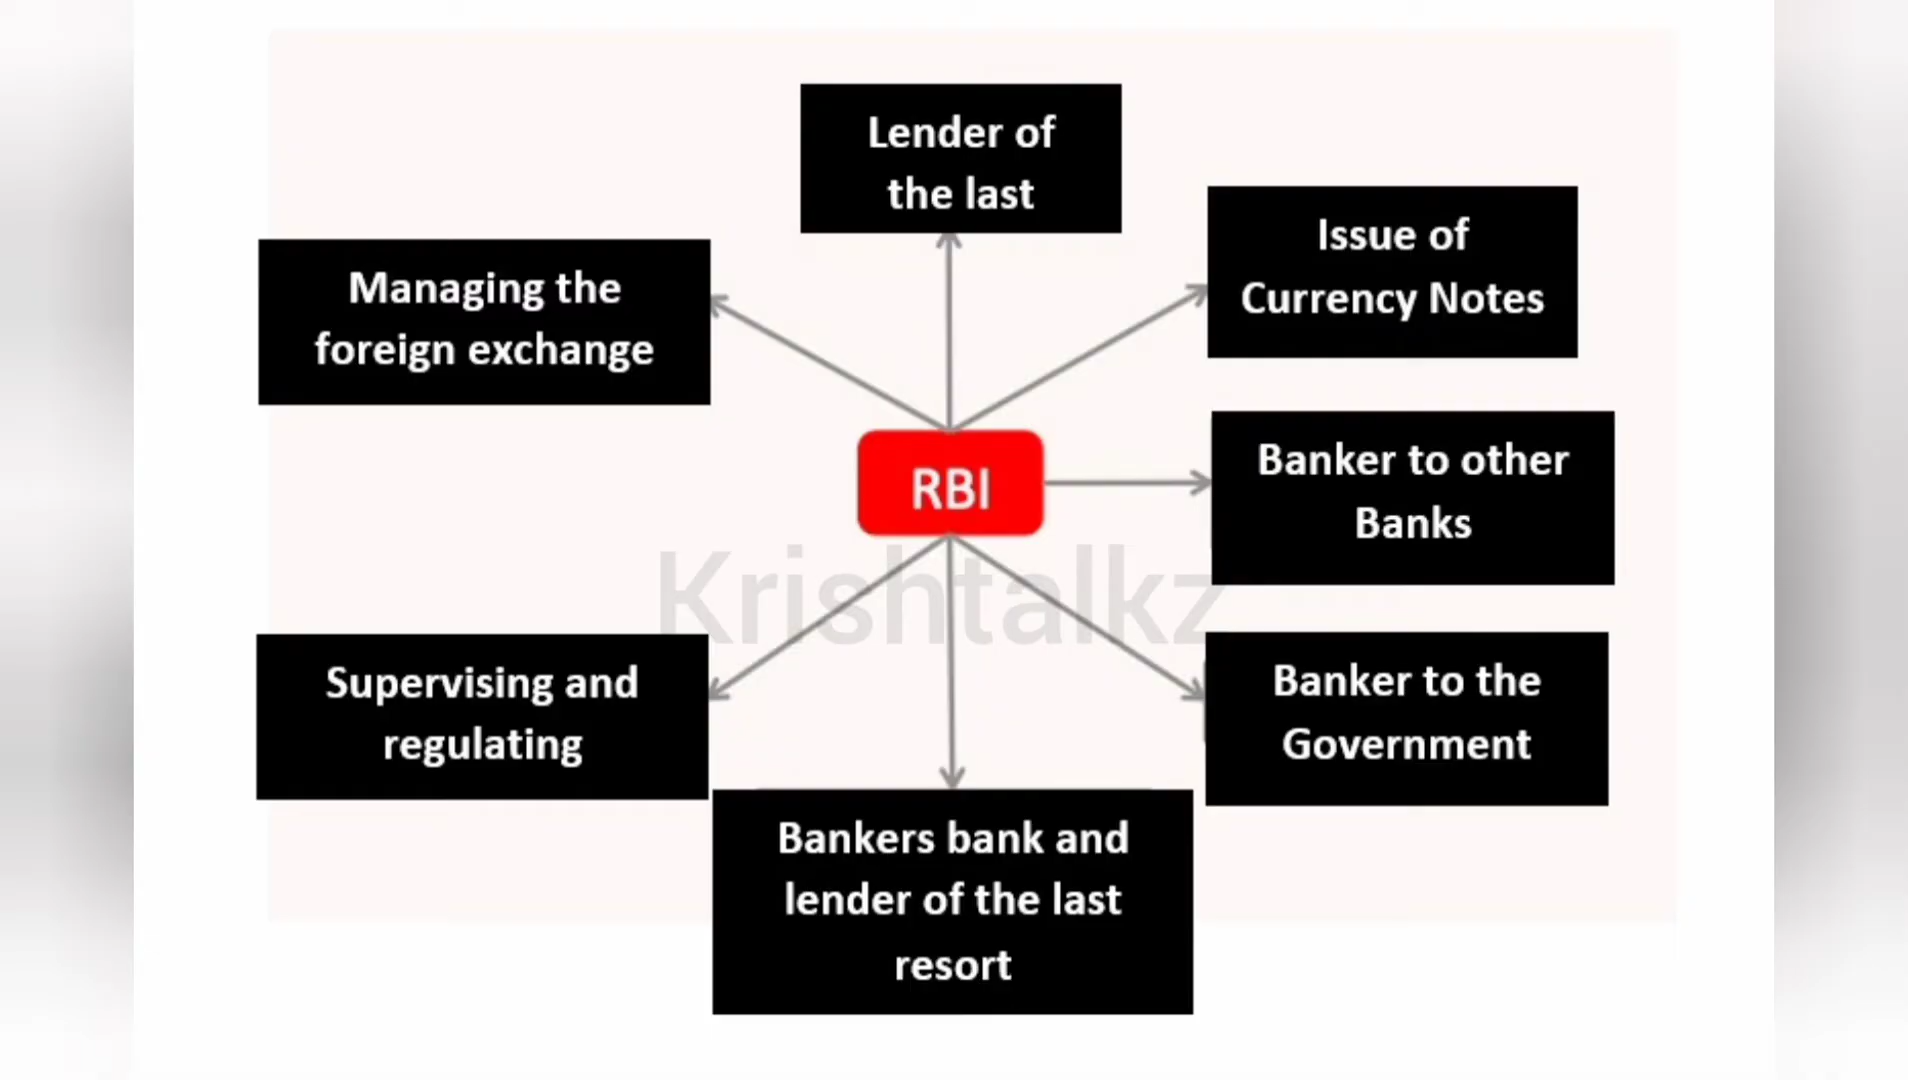 Lender of
the last
Issue of
Currency Notes
Managing the
foreign exchange
RBI
Banker to other
Banks
Krishtalkz
Supervising and
regulating
Banker to the
Government
Bankers bank and
lender of the last
resort